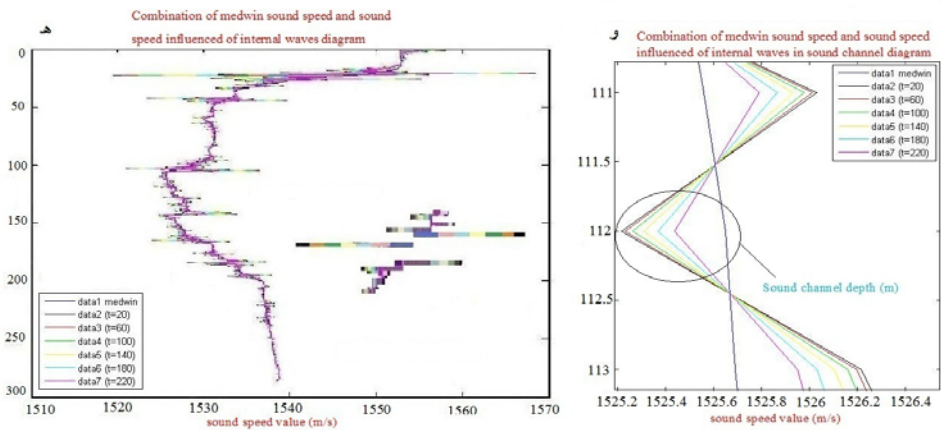 هـ
Combination of medwin sound speed and sound
speed influenced of internal waves diagram
0
50
100
150
200
250
300
1510
1520
1530
1540
1550
1560
1570
data1 medwin
data2 (t=20)
data3 (t=60)
data4 (t=100)
data5 (t=140)
data6 (t=180)
data7 (t=220)
sound speed value (m/s)
و
Combination of medwin sound speed and sound speed
influenced of internal waves in sound channel diagram
111
111.5
112
112.5
113
data1 medwin
data2 (t=20)
data3 (t=60)
data4 (t=100)
data5 (t=140)
data6 (t=180)
data7 (t=220)
Sound channel depth (m)
1525.2 1525.4 1525.6 1525.8 1526 1526.2 1526.4
sound speed value (m/s)